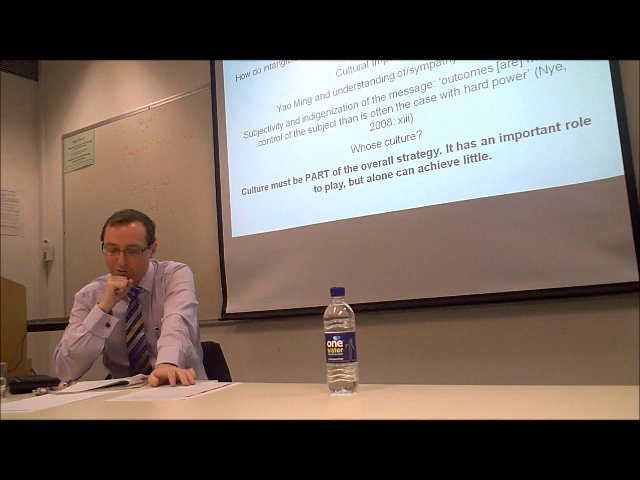 How do intangible
Cultural Imp
Yao Ming and understanding of/sympathy
Subjectivity and indigenization of the message: 'outcomes [are]
control of the subject than is often the case with hard power' (Nye,
2008: xiii)
Whose culture?
Culture must be PART of the overall strategy. It has an important role
to play, but alone can achieve little.
one
water